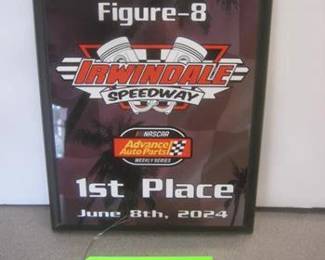 Figure-8
IRWINDALE
SPEEDWAY
NASCAR
Advance
Auto Parts
WEEKLY SERIES
1st Place
June 8th, 2024